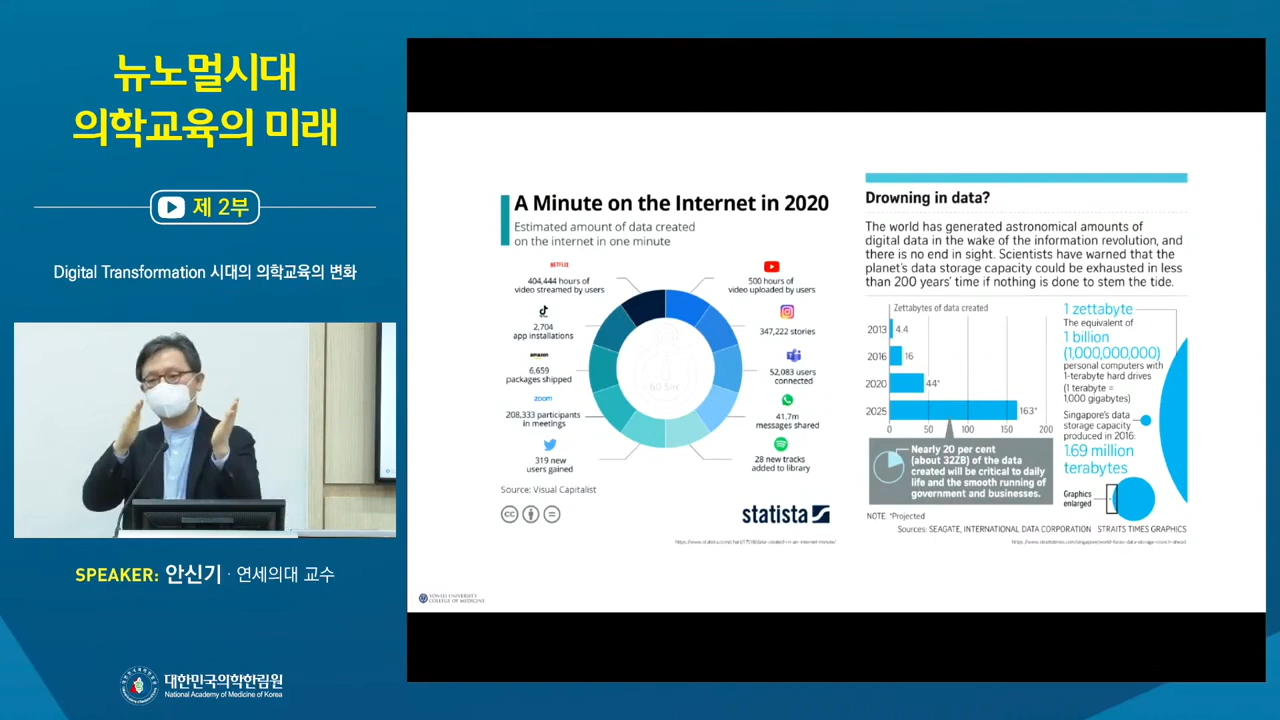 뉴노멀시대
의학교육의 미래
제 2부
Digital Transformation 시대의 의학교육의 변화
SPEAKER: 안신기 · 연세의대 교수
대한민국의학한림원
National Academy of Medicine of Korea
A Minute on the Internet in 2020
Estimated amount of data created
on the internet in one minute
NETFLIX
404,444 hours of
video streamed by users
2,704
app installations
amazon
6,659
packages shipped
zoom
208,333 participants
in meetings
319 new
users gained
500 hours of
video uploaded by users
347,222 stories
52,083 users
connected
41.7m
messages shared
28 new tracks
added to library
60 Sec
Source: Visual Capitalist
cc
statista
Drowning in data?
The world has generated astronomical amounts of
digital data in the wake of the information revolution, and
there is no end in sight. Scientists have warned that the
planet's data storage capacity could be exhausted in less
than 200 years' time if nothing is done to stem the tide.
Zettabytes of data created
2013 4.4
2016 16
2020 44*
2025 163*
0 50 100 150 200
Nearly 20 per cent
(about 32ZB) of the data
created will be critical to daily
life and the smooth running of
government and businesses.
1 zettabyte
The equivalent of
1 billion
(1,000,000,000)
personal computers with
1-terabyte hard drives
(1 terabyte =
1,000 gigabytes)
Singapore's data
storage capacity
produced in 2016:
1.69 million
terabytes
Graphics
enlarged
NOTE: *Projected
Sources: SEAGATE, INTERNATIONAL DATA CORPORATION STRAITS TIMES GRAPHICS
YONSEI UNIVERSITY
COLLEGE OF MEDICINE